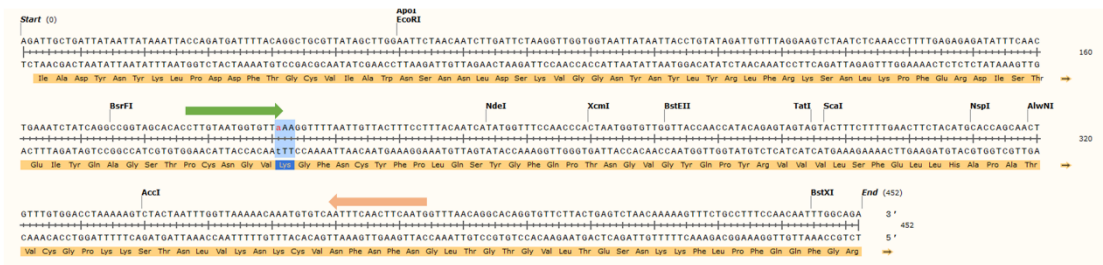 ApoI
Start (0) EcoRI
AGATTGCTGATTATAATTATAAATTACCAGATGATTTTACAGGCTGCGTTATAGCTTGGAATTCTAACAATCTTGATTCTAAGGTTGGTGGTAATTATAATTACCTGTATAGATTGTTTAGGAAGTCTAATCTCAAACCTTTTGAGAGAGATATTTCAAC
160
TCTAACGACTAATATTAATATTTAATGGTCTACTAAAATGTCCGACGCAATATCGAACCTTAAGATTGTTAGAACTAAGATTCCAACCACCATTAATATTAATGGACATATCTAACAAATCCTTCAGATTAGAGTTTGGAAAACTCTCTCTATAAAGTTG
Ile Ala Asp Tyr Asn Tyr Lys Leu Pro Asp Asp Phe Thr Gly Cys Val Ile Ala Trp Asn Ser Asn Asn Leu Asp Ser Lys Val Gly Gly Asn Tyr Asn Tyr Leu Tyr Arg Leu Phe Arg Lys Ser Asn Leu Lys Pro Phe Glu Arg Asp Ile Ser Thr
BsrFI NdeI XcmI BstEII TatI ScaI NspI AlwNI
TGAAATCTATCAGGCCGGTAGCACACCTTGTAATGGTGTTaAAGGTTTTAATTGTTACTTTCCTTTACAATCATATGGTTTCCAACCCACTAATGGTGTTGGTTACCAACCATACAGAGTAGTAGTACTTTCTTTTGAACTTCTACATGCACCAGCAACT
320
ACTTTAGATAGTCCGGCCATCGTGTGGAACATTACCACAAtTTCCAAAATTAACAATGAAAGGAAATGTTAGTATACCAAAGGTTGGGTGATTACCACAACCAATGGTTGGTATGTCTCATCATCATGAAAGAAAACTTGAAGATGTACGTGGTCGTTGA
Glu Ile Tyr Gln Ala Gly Ser Thr Pro Cys Asn Gly Val Lys Gly Phe Asn Cys Tyr Phe Pro Leu Gln Ser Tyr Gly Phe Gln Pro Thr Asn Gly Val Gly Tyr Gln Pro Tyr Arg Val Val Val Leu Ser Phe Glu Leu Leu His Ala Pro Ala Thr
AccI BstXI End (452)
GTTTGTGGACCTAAAAAGTCTACTAATTTGGTTAAAAACAAATGTGTCAATTTCAACTTCAATGGTTTAACAGGCACAGGTGTTCTTACTGAGTCTAACAAAAAGTTTCTGCCTTTCCAACAATTTGGCAGA 3'
452
CAAACACCTGGATTTTTCAGATGATTAAACCAATTTTTGTTTACACAGTTAAAGTTGAAGTTACCAAATTGTCCGTGTCCACAAGAATGACTCAGATTGTTTTTCAAAGACGGAAAGGTTGTTAAACCGTCT 5'
Val Cys Gly Pro Lys Lys Ser Thr Asn Leu Val Lys Asn Lys Cys Val Asn Phe Asn Phe Asn Gly Leu Thr Gly Thr Gly Val Leu Thr Glu Ser Asn Lys Lys Phe Leu Pro Phe Gln Gln Phe Gly Arg